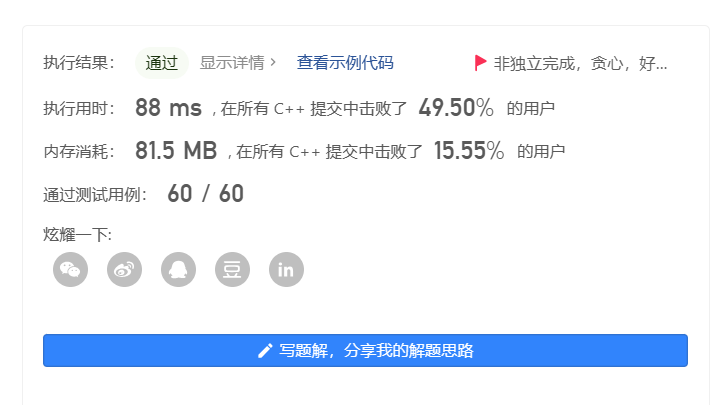 执行结果： 通过 显示详情 › 查看示例代码 非独立完成，贪心，好...
执行用时： 88 ms , 在所有 C++ 提交中击败了 49.50% 的用户
内存消耗： 81.5 MB , 在所有 C++ 提交中击败了 15.55% 的用户
通过测试用例： 60 / 60
炫耀一下:
豆 in
写题解，分享我的解题思路